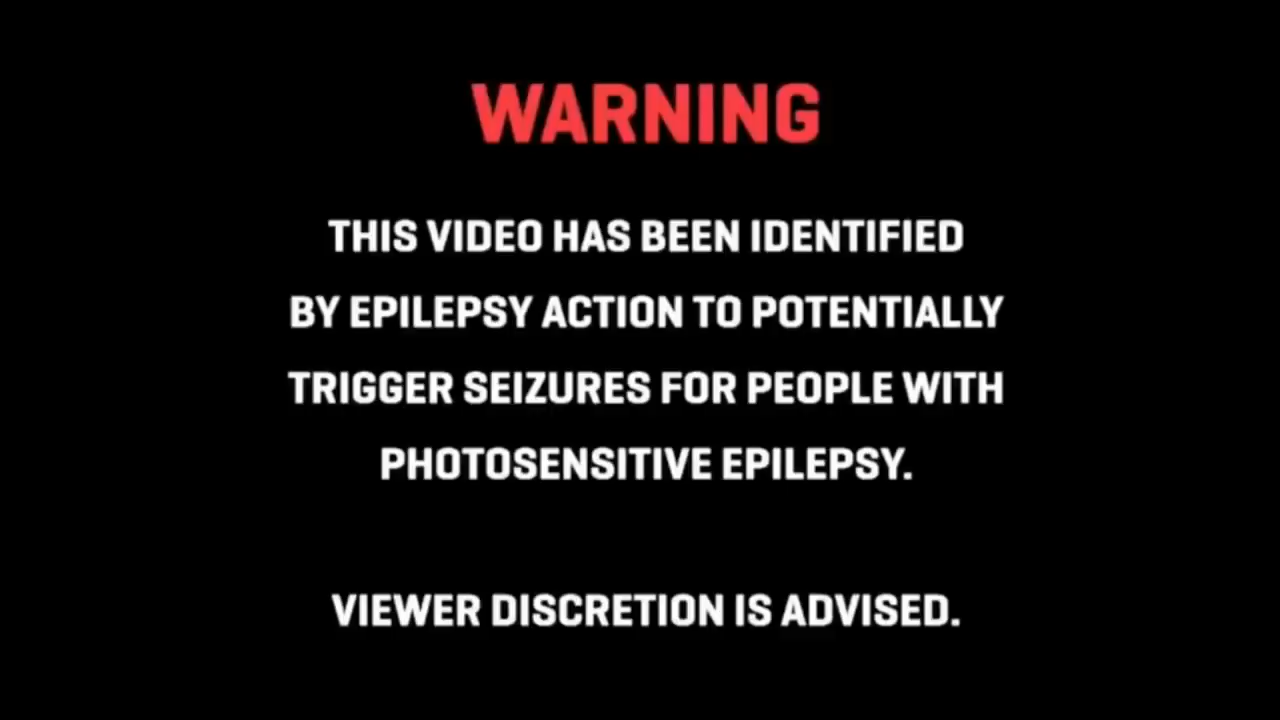 WARNING
THIS VIDEO HAS BEEN IDENTIFIED
BY EPILEPSY ACTION TO POTENTIALLY
TRIGGER SEIZURES FOR PEOPLE WITH
PHOTOSENSITIVE EPILEPSY.
VIEWER DISCRETION IS ADVISED.